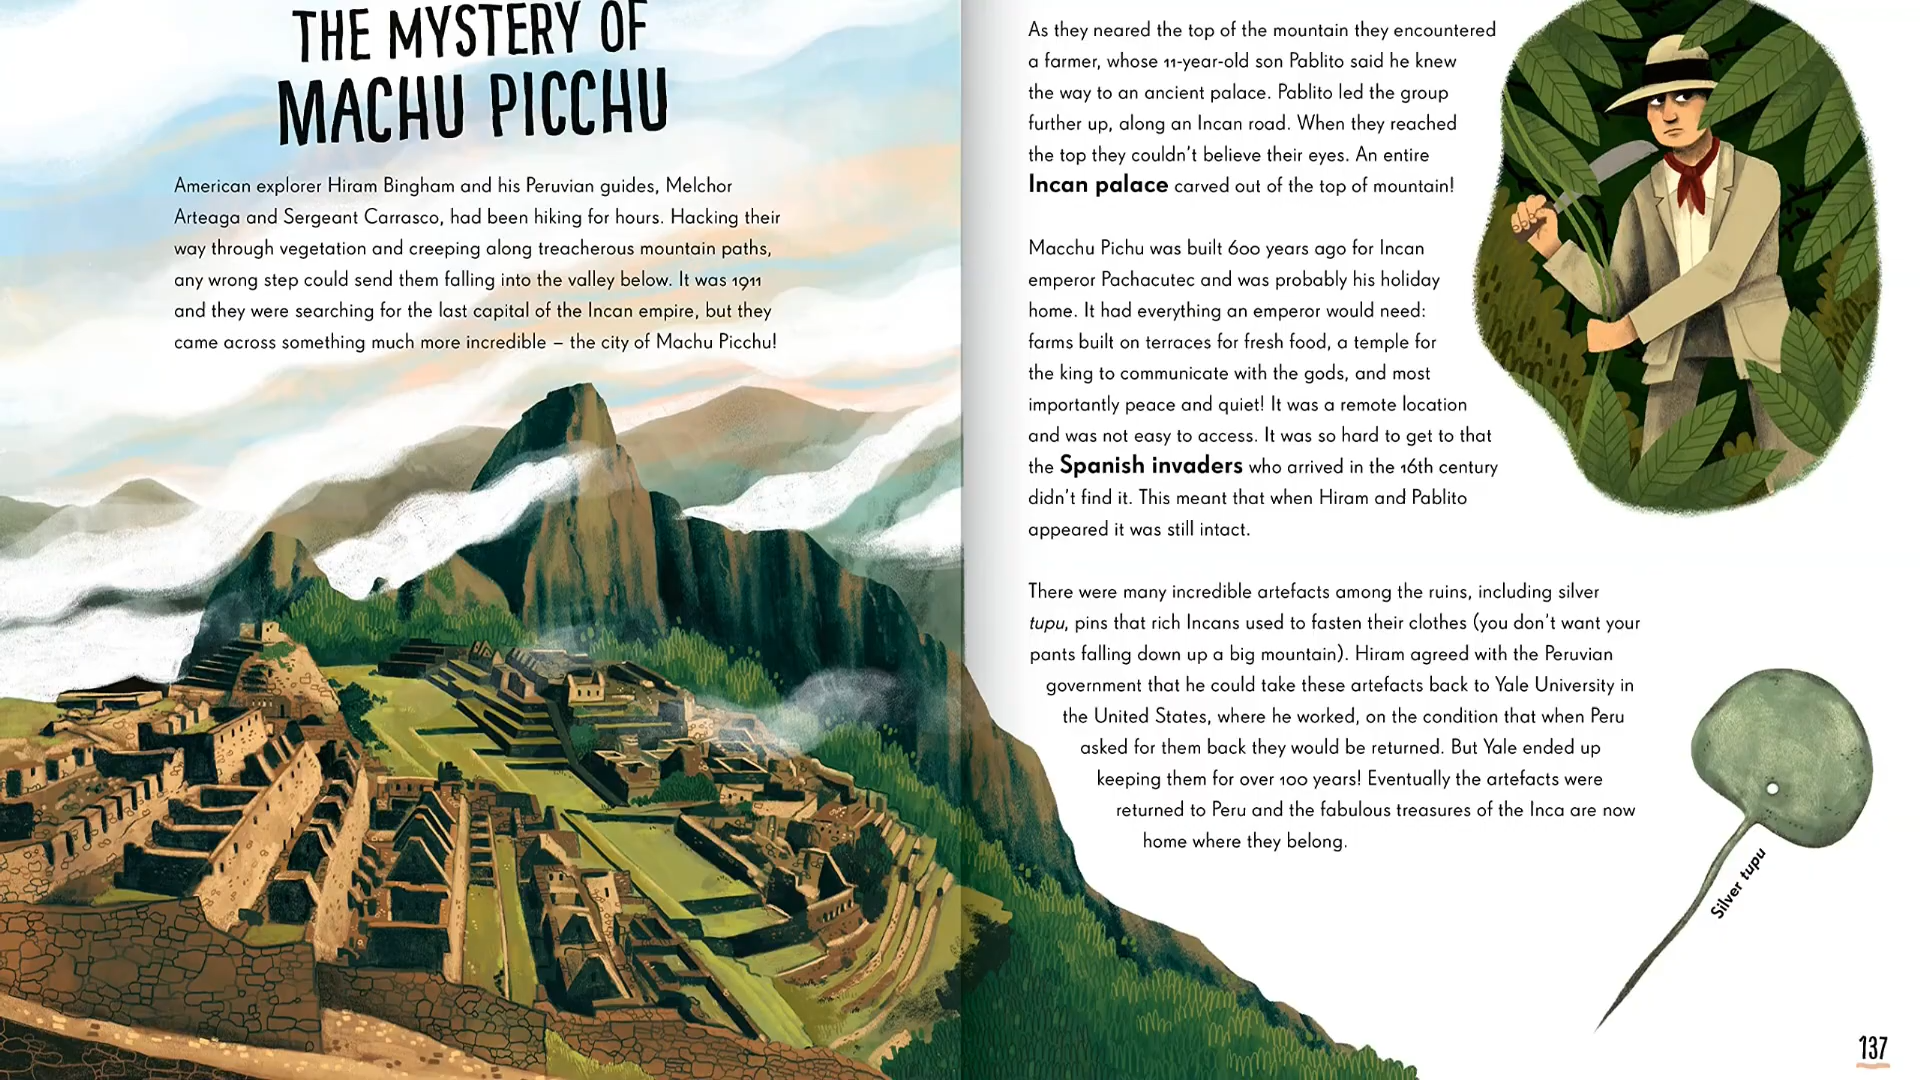 THE MYSTERY OF
MACHU PICCHU
American explorer Hiram Bingham and his Peruvian guides, Melchor
Arteaga and Sergeant Carrasco, had been hiking for hours. Hacking their
way through vegetation and creeping along treacherous mountain paths,
any wrong step could send them falling into the valley below. It was 1911
and they were searching for the last capital of the Incan empire, but they
came across something much more incredible – the city of Machu Picchu!
As they neared the top of the mountain they encountered
a farmer, whose 11-year-old son Pablito said he knew
the way to an ancient palace. Pablito led the group
further up, along an Incan road. When they reached
the top they couldn't believe their eyes. An entire
Incan palace carved out of the top of mountain!
Macchu Pichu was built 600 years ago for Incan
emperor Pachacutec and was probably his holiday
home. It had everything an emperor would need:
farms built on terraces for fresh food, a temple for
the king to communicate with the gods, and most
importantly peace and quiet! It was a remote location
and was not easy to access. It was so hard to get to that
the Spanish invaders who arrived in the 16th century
didn't find it. This meant that when Hiram and Pablito
appeared it was still intact.
There were many incredible artefacts among the ruins, including silver
tupu, pins that rich Incans used to fasten their clothes (you don't want your
pants falling down up a big mountain). Hiram agreed with the Peruvian
government that he could take these artefacts back to Yale University in
the United States, where he worked, on the condition that when Peru
asked for them back they would be returned. But Yale ended up
keeping them for over 100 years! Eventually the artefacts were
returned to Peru and the fabulous treasures of the Inca are now
home where they belong.
Silver tupu
137